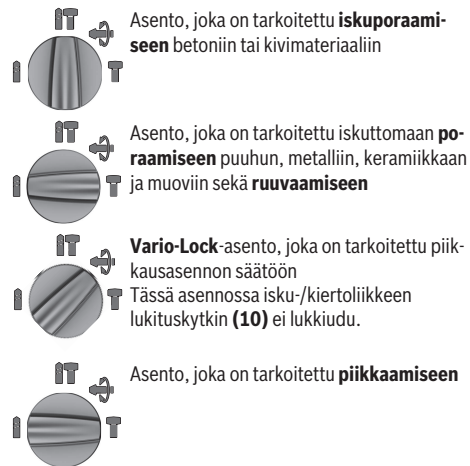 Asento, joka on tarkoitettu iskuporaami-
seen betoniin tai kivimateriaaliin
Asento, joka on tarkoitettu iskuttomaan po-
raamiseen puuhun, metalliin, keramiikkaan
ja muoviin sekä ruuvaamiseen
Vario-Lock-asento, joka on tarkoitettu piik-
kausasennon säätöön
Tässä asennossa isku-/kiertoliikkeen
lukituskytkin (10) ei lukkiudu.
Asento, joka on tarkoitettu piikkaamiseen